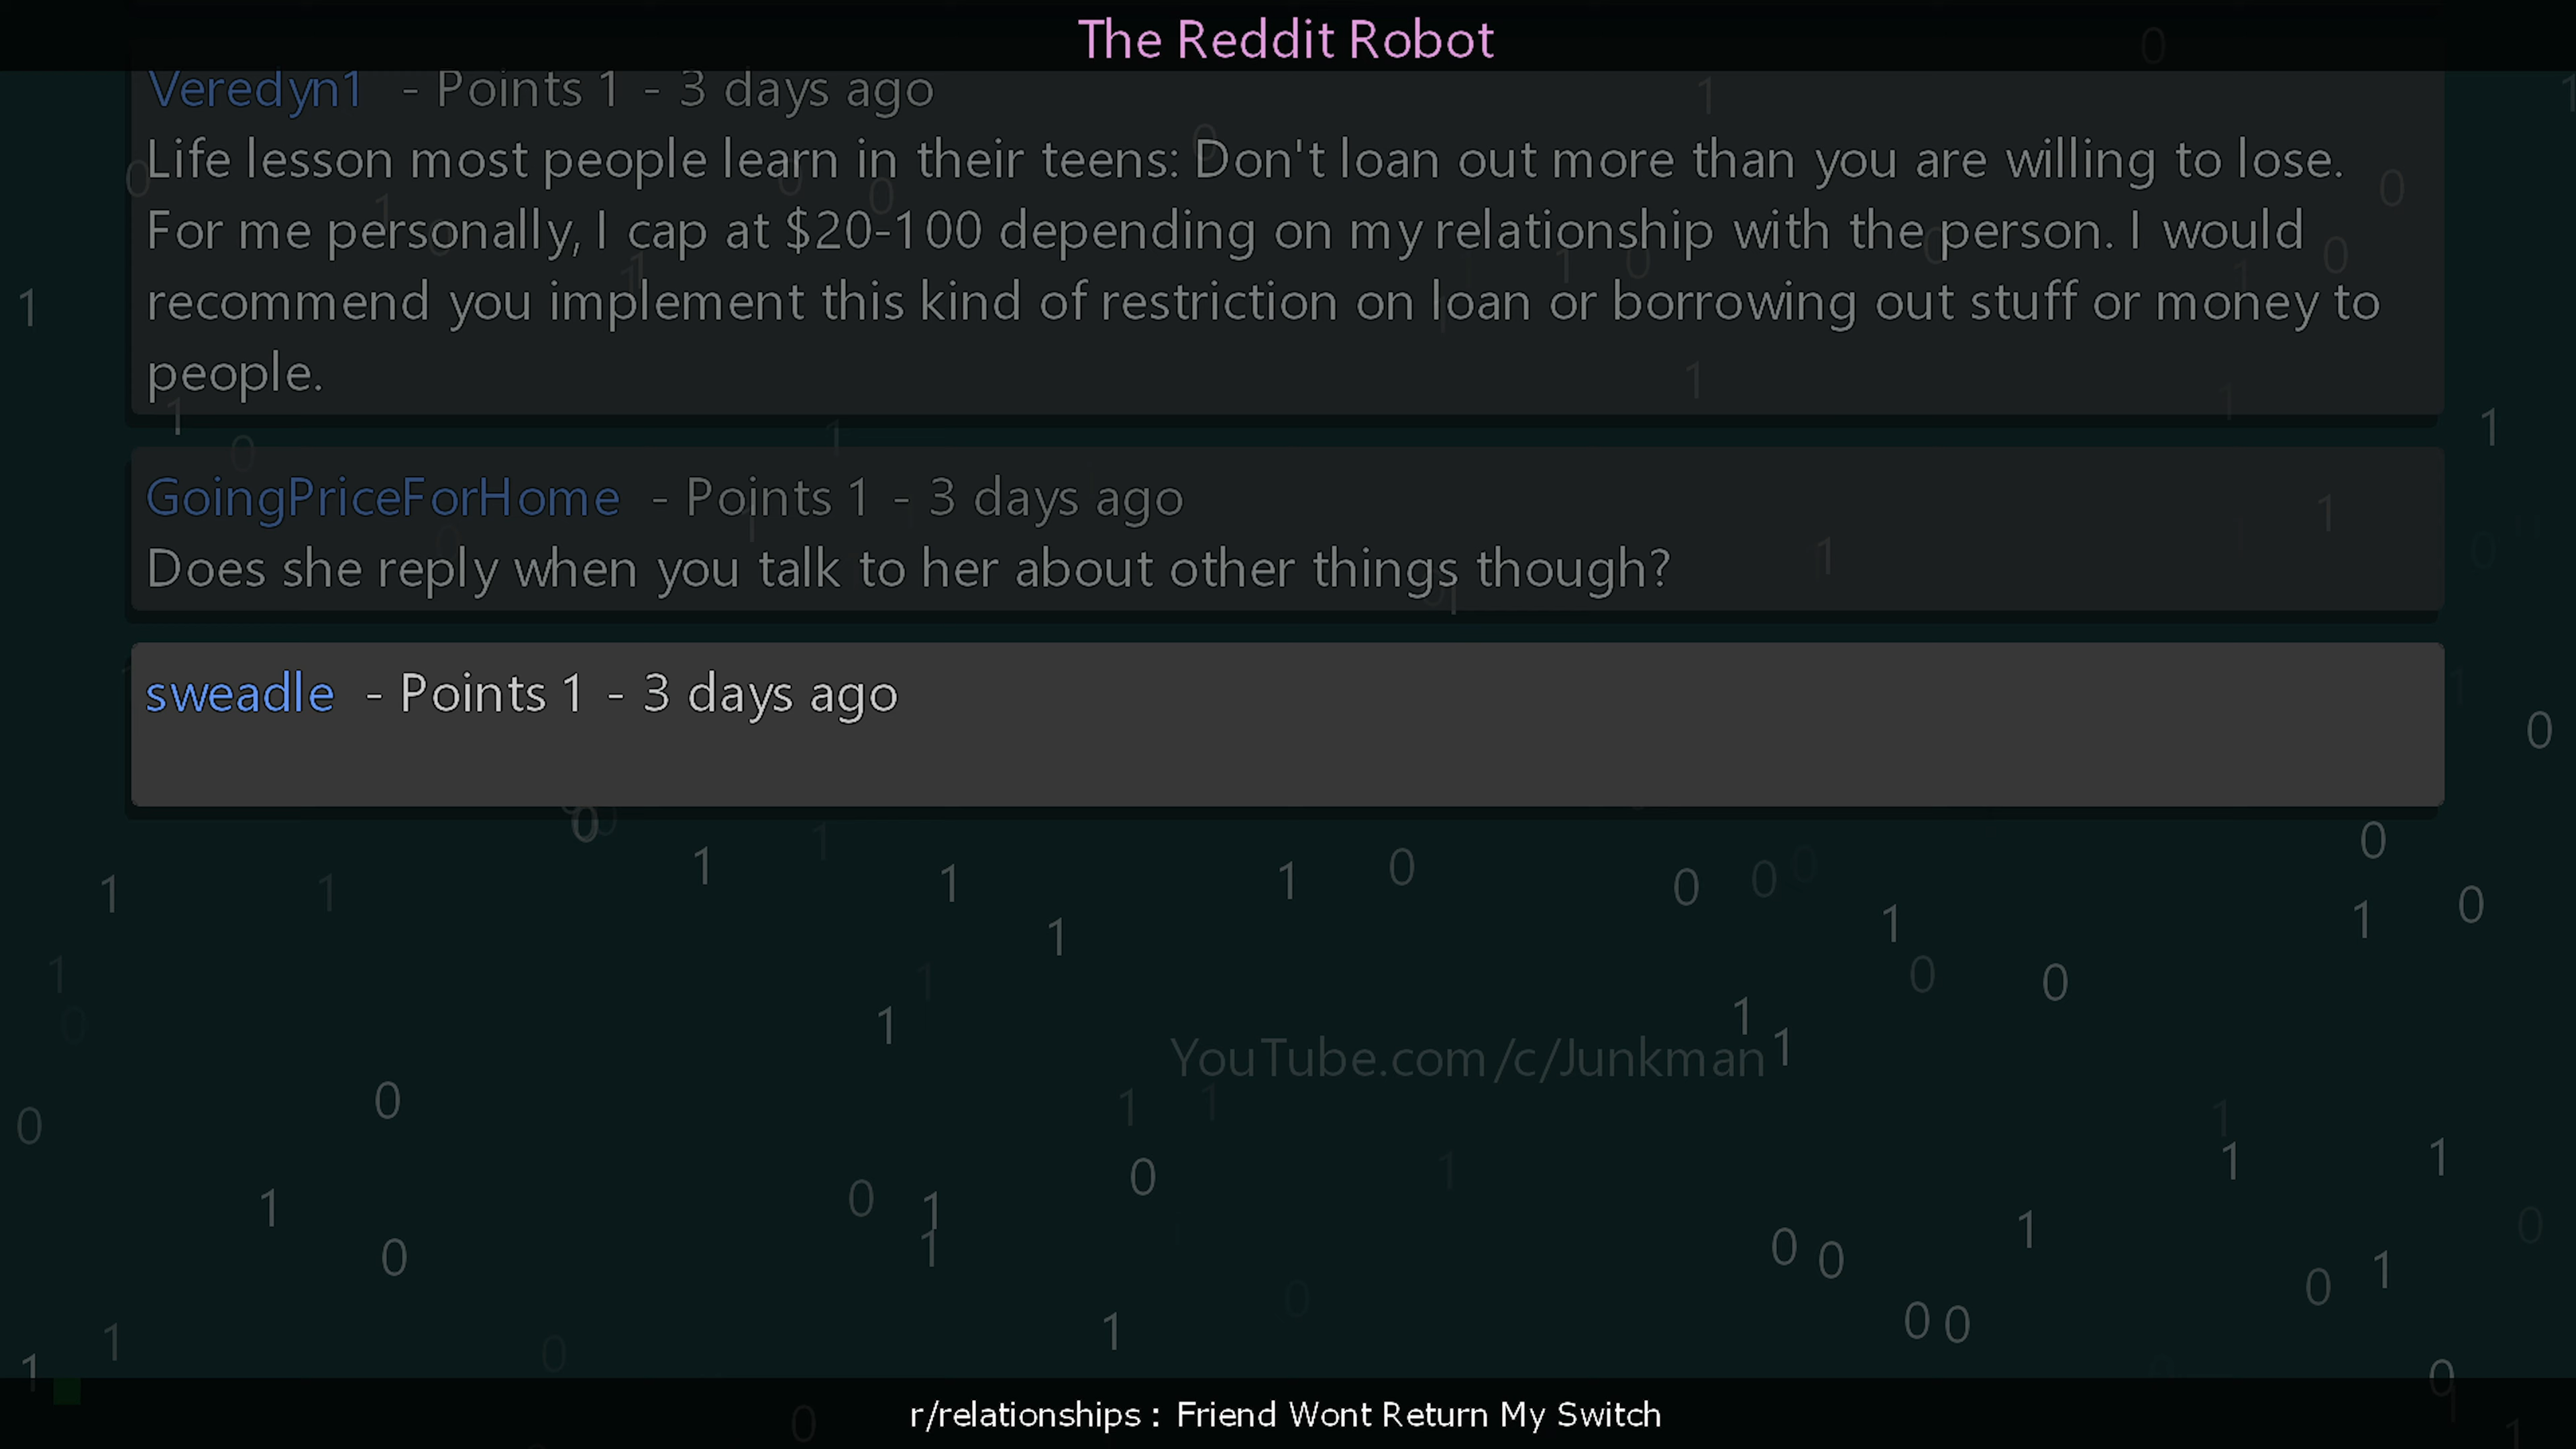 The Reddit Robot
Veredyn1 - Points 1 - 3 days ago
Life lesson most people learn in their teens: Don't loan out more than you are willing to lose.
For me personally, I cap at $20-100 depending on my relationship with the person. I would
recommend you implement this kind of restriction on loan or borrowing out stuff or money to
people.
GoingPriceForHome - Points 1 - 3 days ago
Does she reply when you talk to her about other things though?
sweadle - Points 1 - 3 days ago
YouTube.com/c/Junkman
r/relationships : Friend Wont Return My Switch